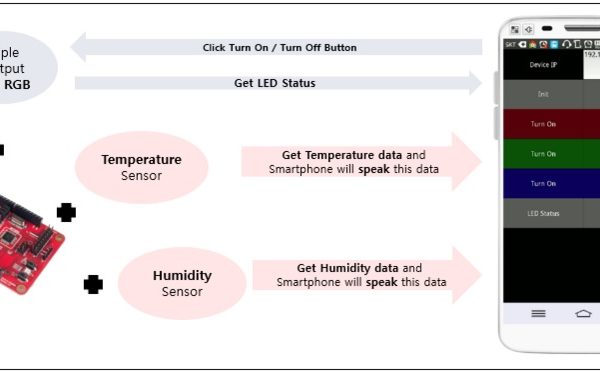 ple
tput
RGB
Click Turn On / Turn Off Button
Get LED Status
Temperature
Sensor
Get Temperature data and
Smartphone will speak this data
Humidity
Sensor
Get Humidity data and
Smartphone will speak this data
SKT
Device IP
192.1
Init
Turn On
Turn On
Turn On
LED Status